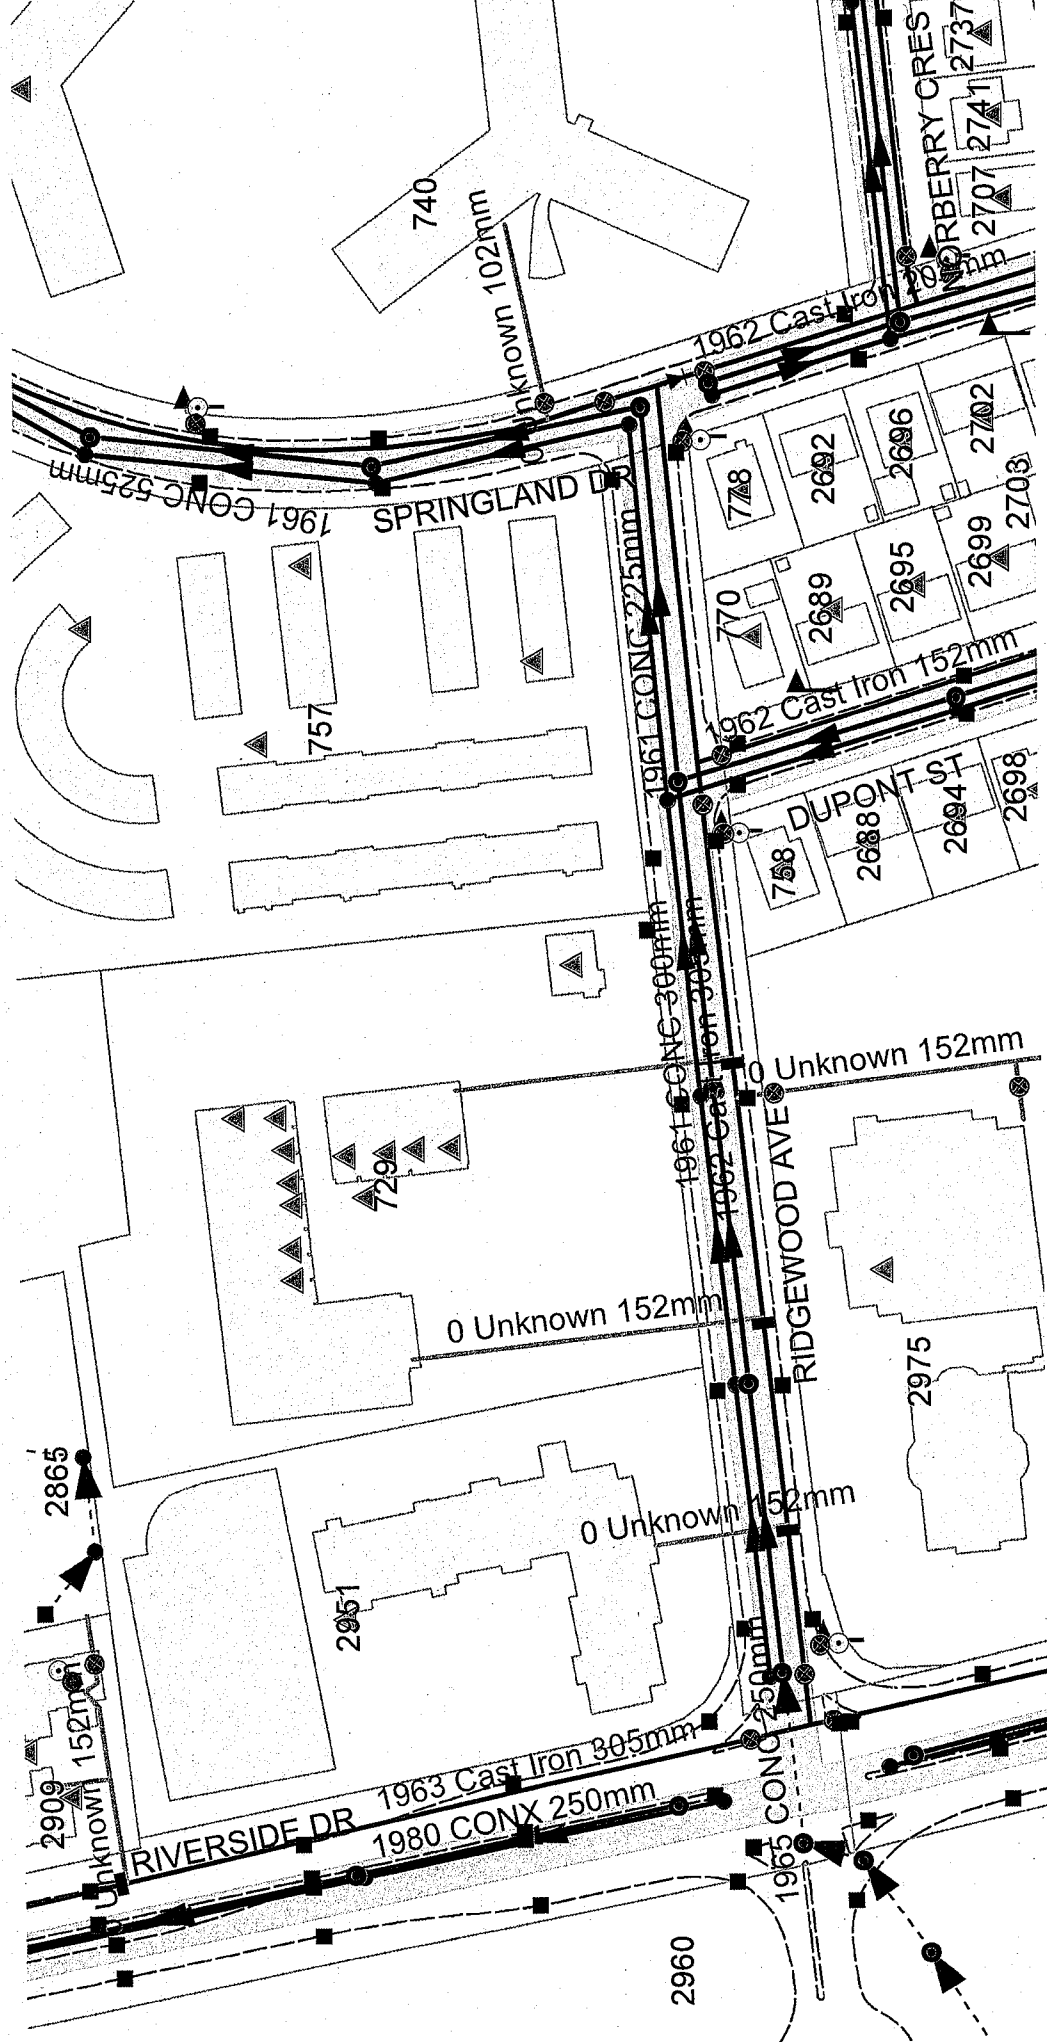 2737
NORBERRY CRES
2741
2707
740
0 Unknown 102mm
1962 Cast Iron 203mm
1961 CONC 525mm
SPRINGLAND DR
778
2692
2696
2702
2703
2699
2695
2689
770
1961 CONC 225mm
757
1962 Cast Iron 152mm
DUPONT ST
758
2688
2694
2698
1961 CONC 300mm
1962 Cast Iron 305mm
0 Unknown 152mm
729
RIDGEWOOD AVE
0 Unknown 152mm
2975
2865
0 Unknown 152mm
2951
1965 CONC 250mm
1963 Cast Iron 305mm
0 Unknown 152mm
2909
RIVERSIDE DR
1980 CONX 250mm
2960